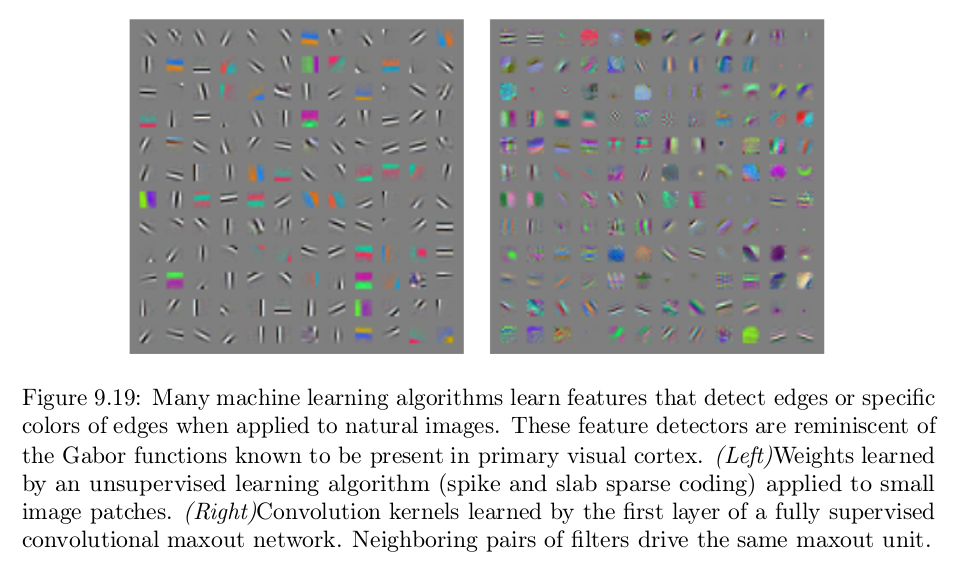 Figure 9.19: Many machine learning algorithms learn features that detect edges or specific
colors of edges when applied to natural images. These feature detectors are reminiscent of
the Gabor functions known to be present in primary visual cortex. (Left)Weights learned
by an unsupervised learning algorithm (spike and slab sparse coding) applied to small
image patches. (Right)Convolution kernels learned by the first layer of a fully supervised
convolutional maxout network. Neighboring pairs of filters drive the same maxout unit.